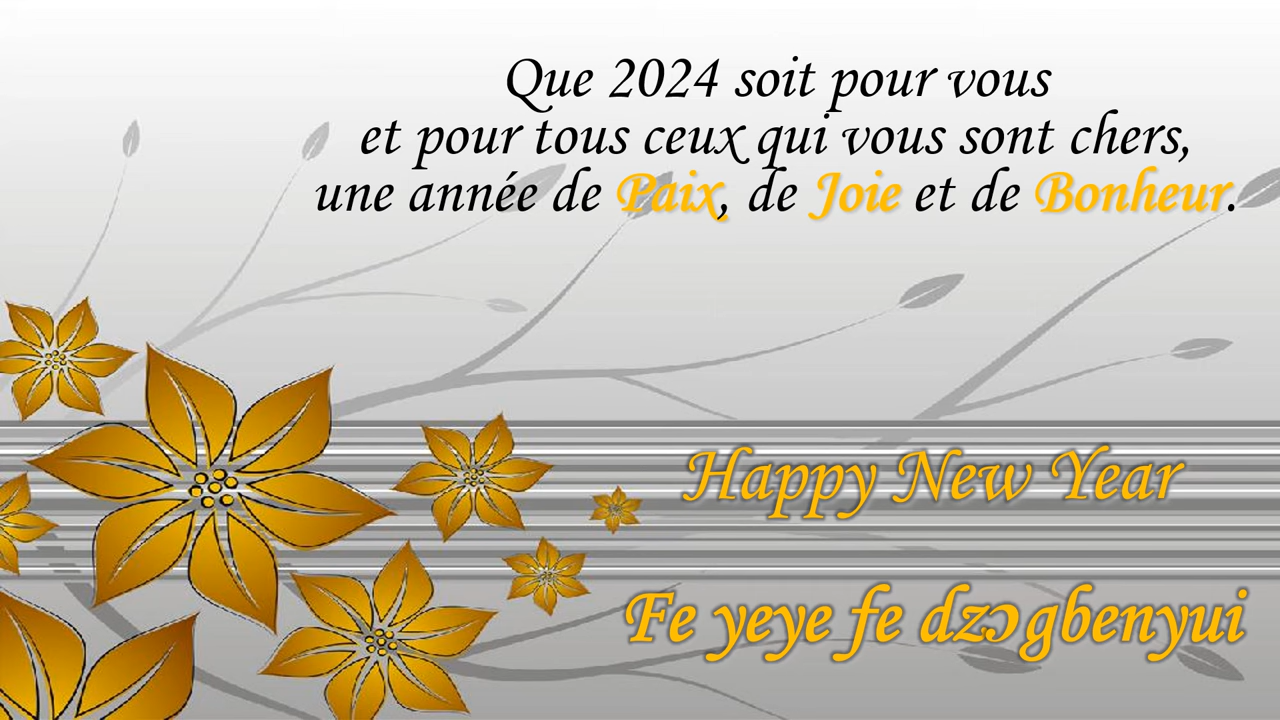 Que 2024 soit pour vous
et pour tous ceux qui vous sont chers,
une année de Paix, de Joie et de Bonheur.
Happy New Year
Fe yeye fe dzɔgbenyui